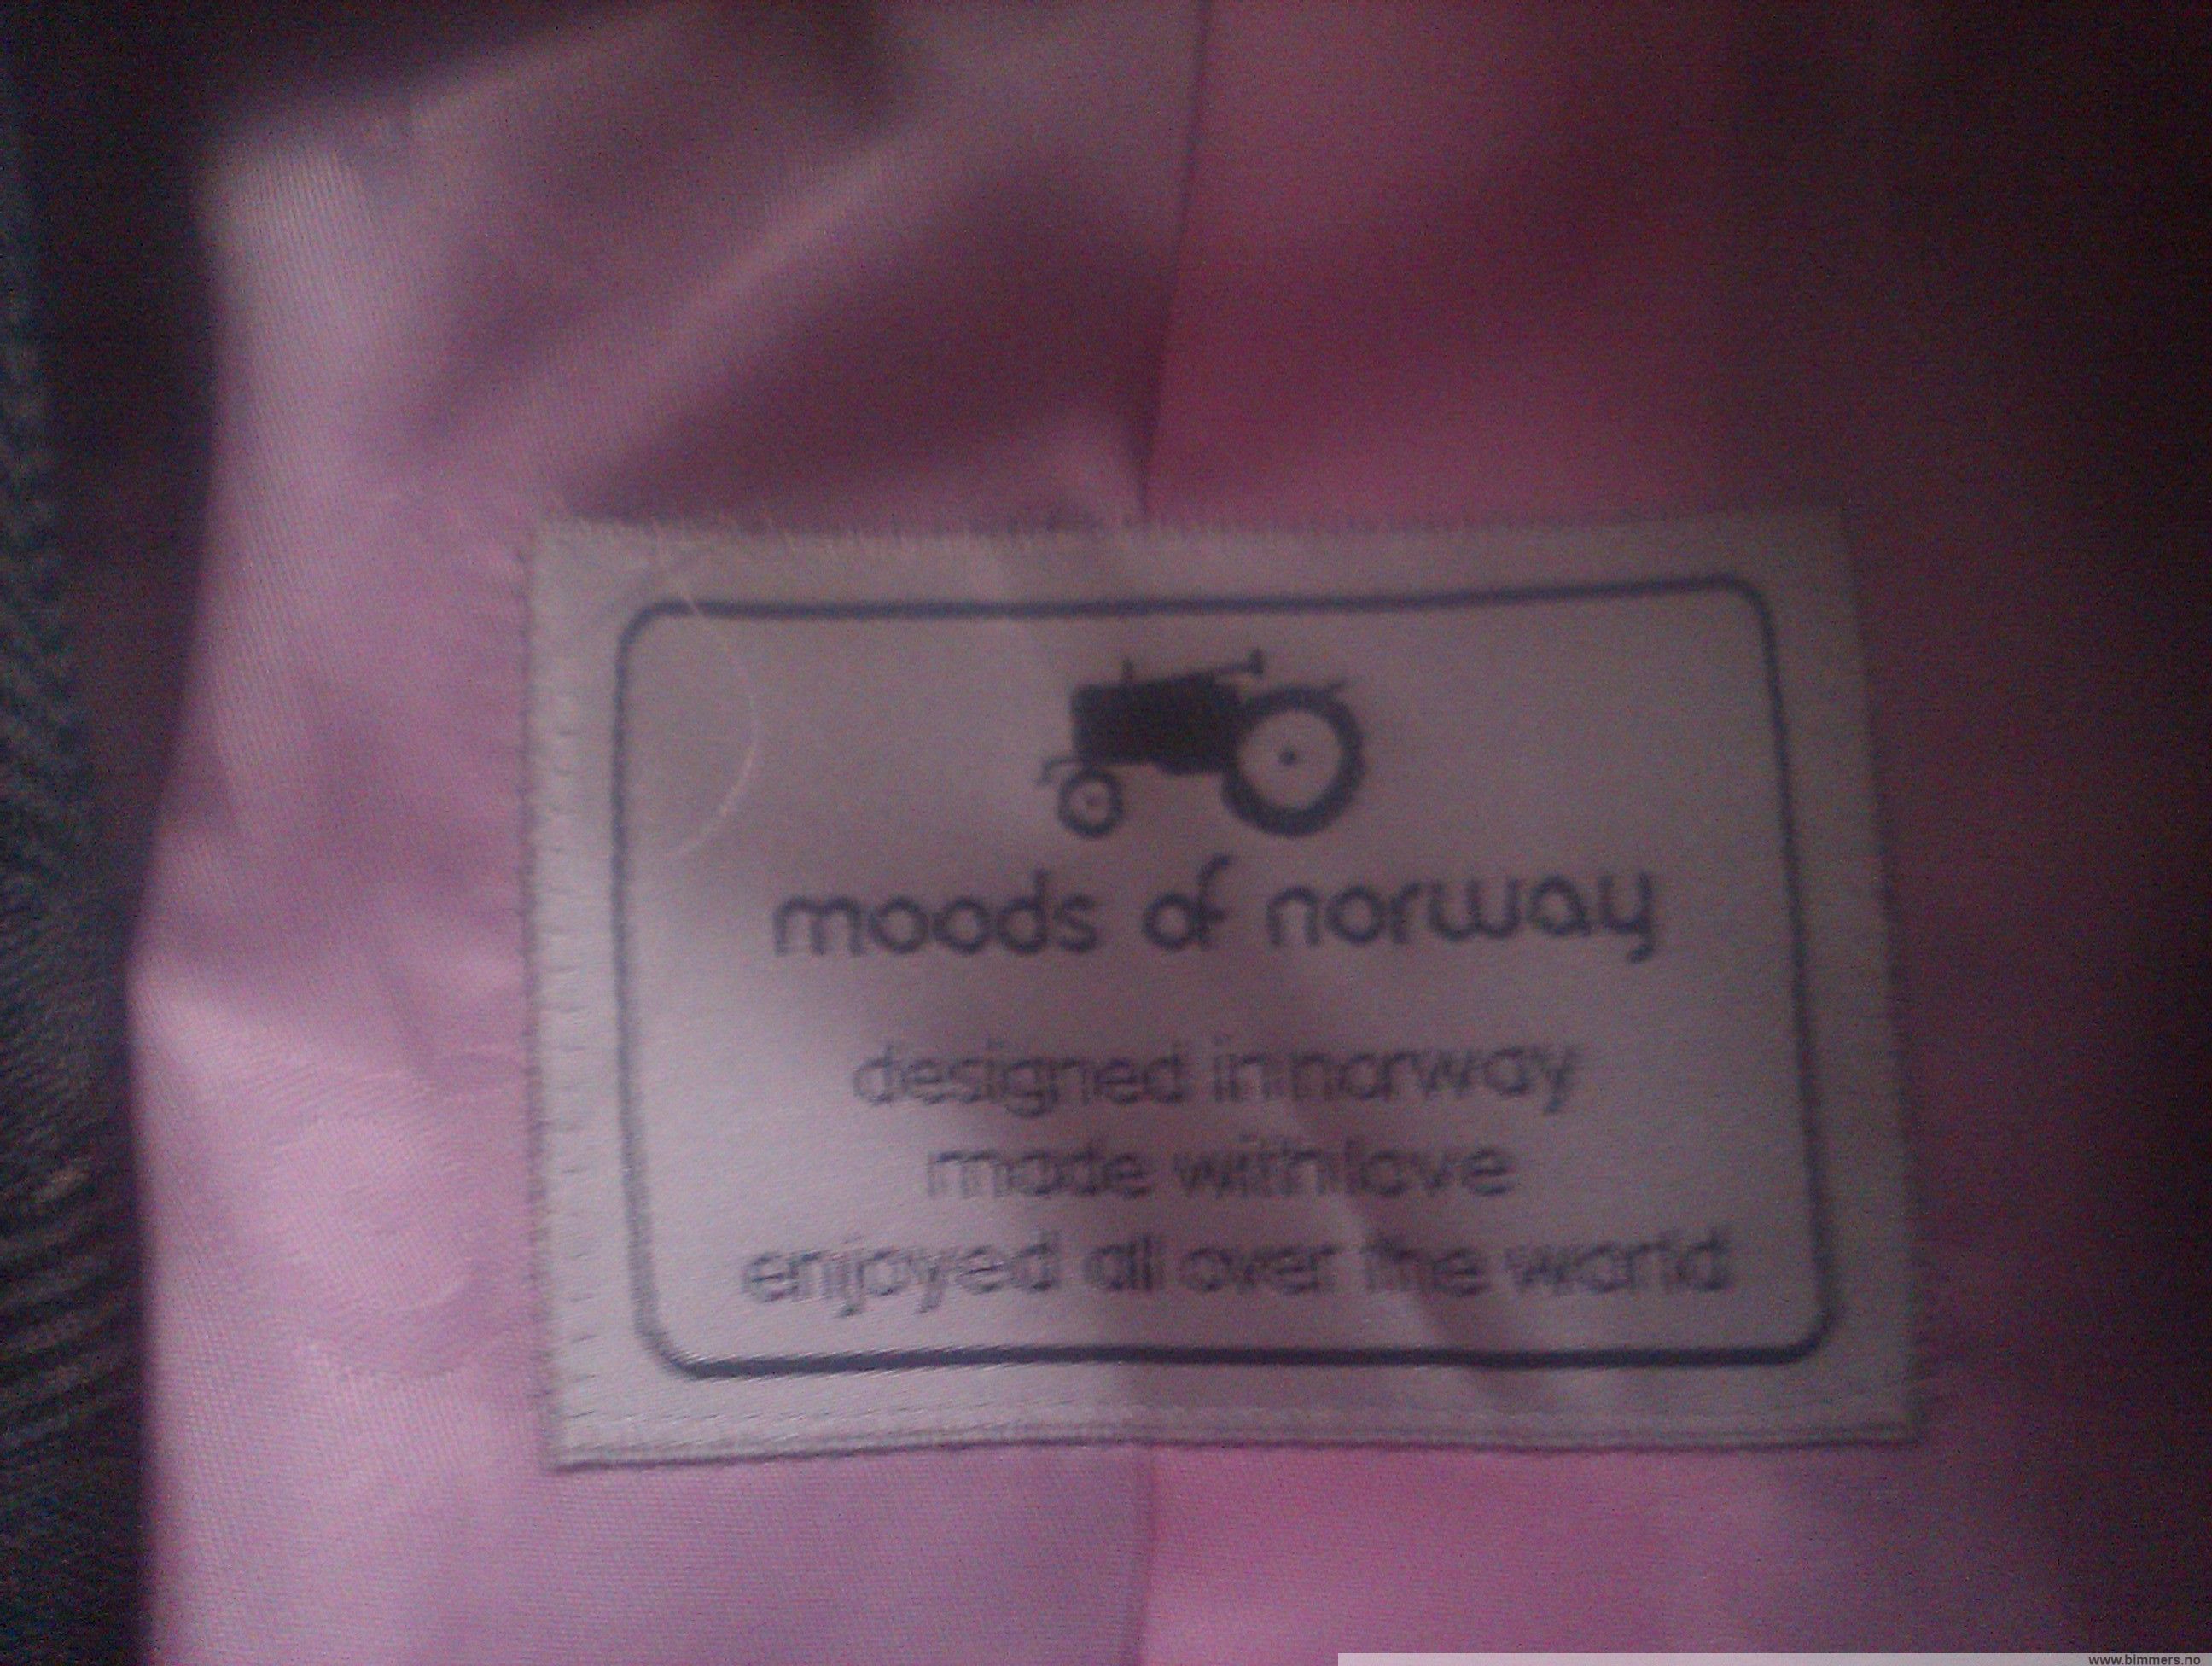 moods of norway
designed in norway
made with love
enjoyed all over the world
www.bimmers.no